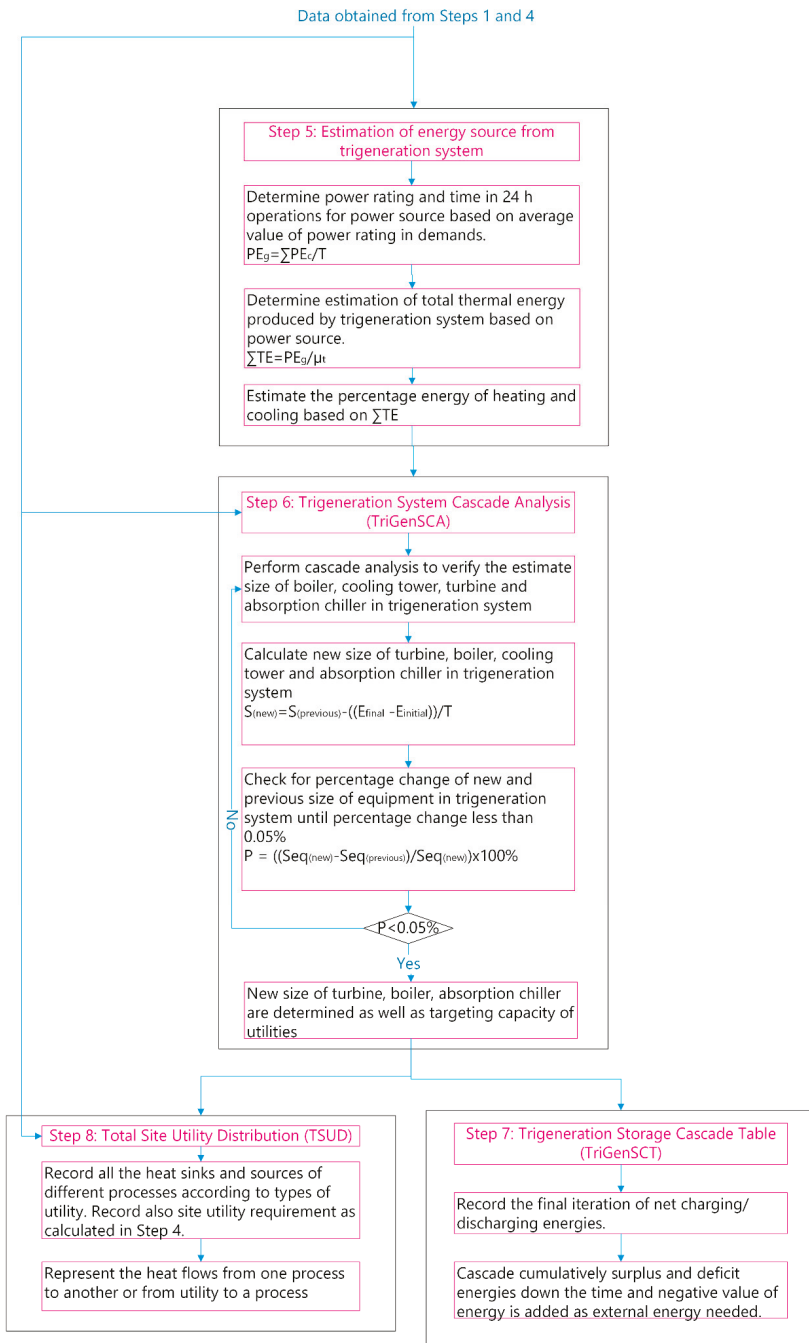 Data obtained from Steps 1 and 4
Step 5: Estimation of energy source from
trigeneration system
Determine power rating and time in 24 h
operations for power source based on average
value of power rating in demands.
PEg=∑PEc/T
Determine estimation of total thermal energy
produced by trigeneration system based on
power source.
∑TE=PEg/μt
Estimate the percentage energy of heating and
cooling based on ∑TE
Step 6: Trigeneration System Cascade Analysis
(TriGenSCA)
Perform cascade analysis to verify the estimate
size of boiler, cooling tower, turbine and
absorption chiller in trigeneration system
Calculate new size of turbine, boiler, cooling
tower and absorption chiller in trigeneration
system
S(new)=S(previous)-((Efinal -Einitial))/T
Check for percentage change of new and
previous size of equipment in trigeneration
system until percentage change less than
0.05%
P = ((Seq(new)-Seq(previous))/Seq(new))x100%
No
P<0.05%
Yes
New size of turbine, boiler, absorption chiller
are determined as well as targeting capacity of
utilities
Step 8: Total Site Utility Distribution (TSUD)
Record all the heat sinks and sources of
different processes according to types of
utility. Record also site utility requirement as
calculated in Step 4.
Represent the heat flows from one process
to another or from utility to a process
Step 7: Trigeneration Storage Cascade Table
(TriGenSCT)
Record the final iteration of net charging/
discharging energies.
Cascade cumulatively surplus and deficit
energies down the time and negative value of
energy is added as external energy needed.